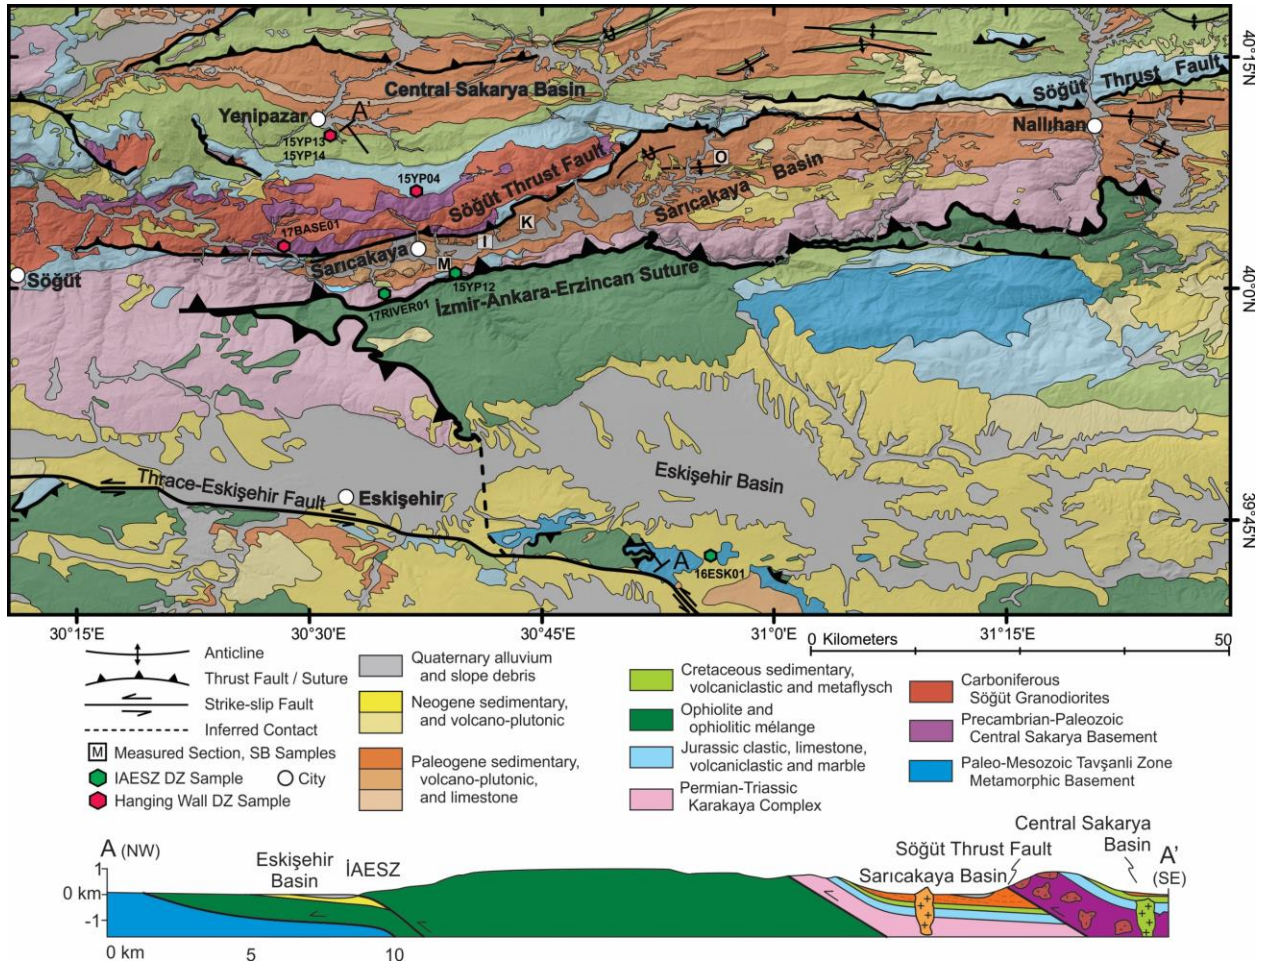 Central Sakarya Basin
Söğüt Thrust Fault
40°15'N
Yenipazar
A'
15YP13
15YP14
Nallıhan
15YP04
Söğüt Thrust Fault
O
Sarıcakaya Basin
K
17BASE01
I
Sarıcakaya
M
Söğüt
15YP12
17RIVER01
İzmir-Ankara-Erzincan Suture
40°0'N
Eskişehir Basin
Thrace-Eskişehir Fault
Eskişehir
39°45'N
A
16ESK01
30°15'E
30°30'E
30°45'E
31°0'E
31°15'E
0 Kilometers
50
Anticline
Thrust Fault / Suture
Strike-slip Fault
Inferred Contact
M Measured Section, SB Samples
IAESZ DZ Sample
City
Hanging Wall DZ Sample
Quaternary alluvium
and slope debris
Neogene sedimentary,
and volcano-plutonic
Paleogene sedimentary,
volcano-plutonic,
and limestone
Cretaceous sedimentary,
volcaniclastic and metaflysch
Ophiolite and
ophiolitic mélange
Jurassic clastic, limestone,
volcaniclastic and marble
Permian-Triassic
Karakaya Complex
Carboniferous
Söğüt Granodiorites
Precambrian-Paleozoic
Central Sakarya Basement
Paleo-Mesozoic Tavşanli Zone
Metamorphic Basement
A (NW)
Eskişehir
Basin
İAESZ
Söğüt Thrust Fault
Sarıcakaya Basin
Central Sakarya
Basin
A'
(SE)
1
0 km
-1
0 km
5
10